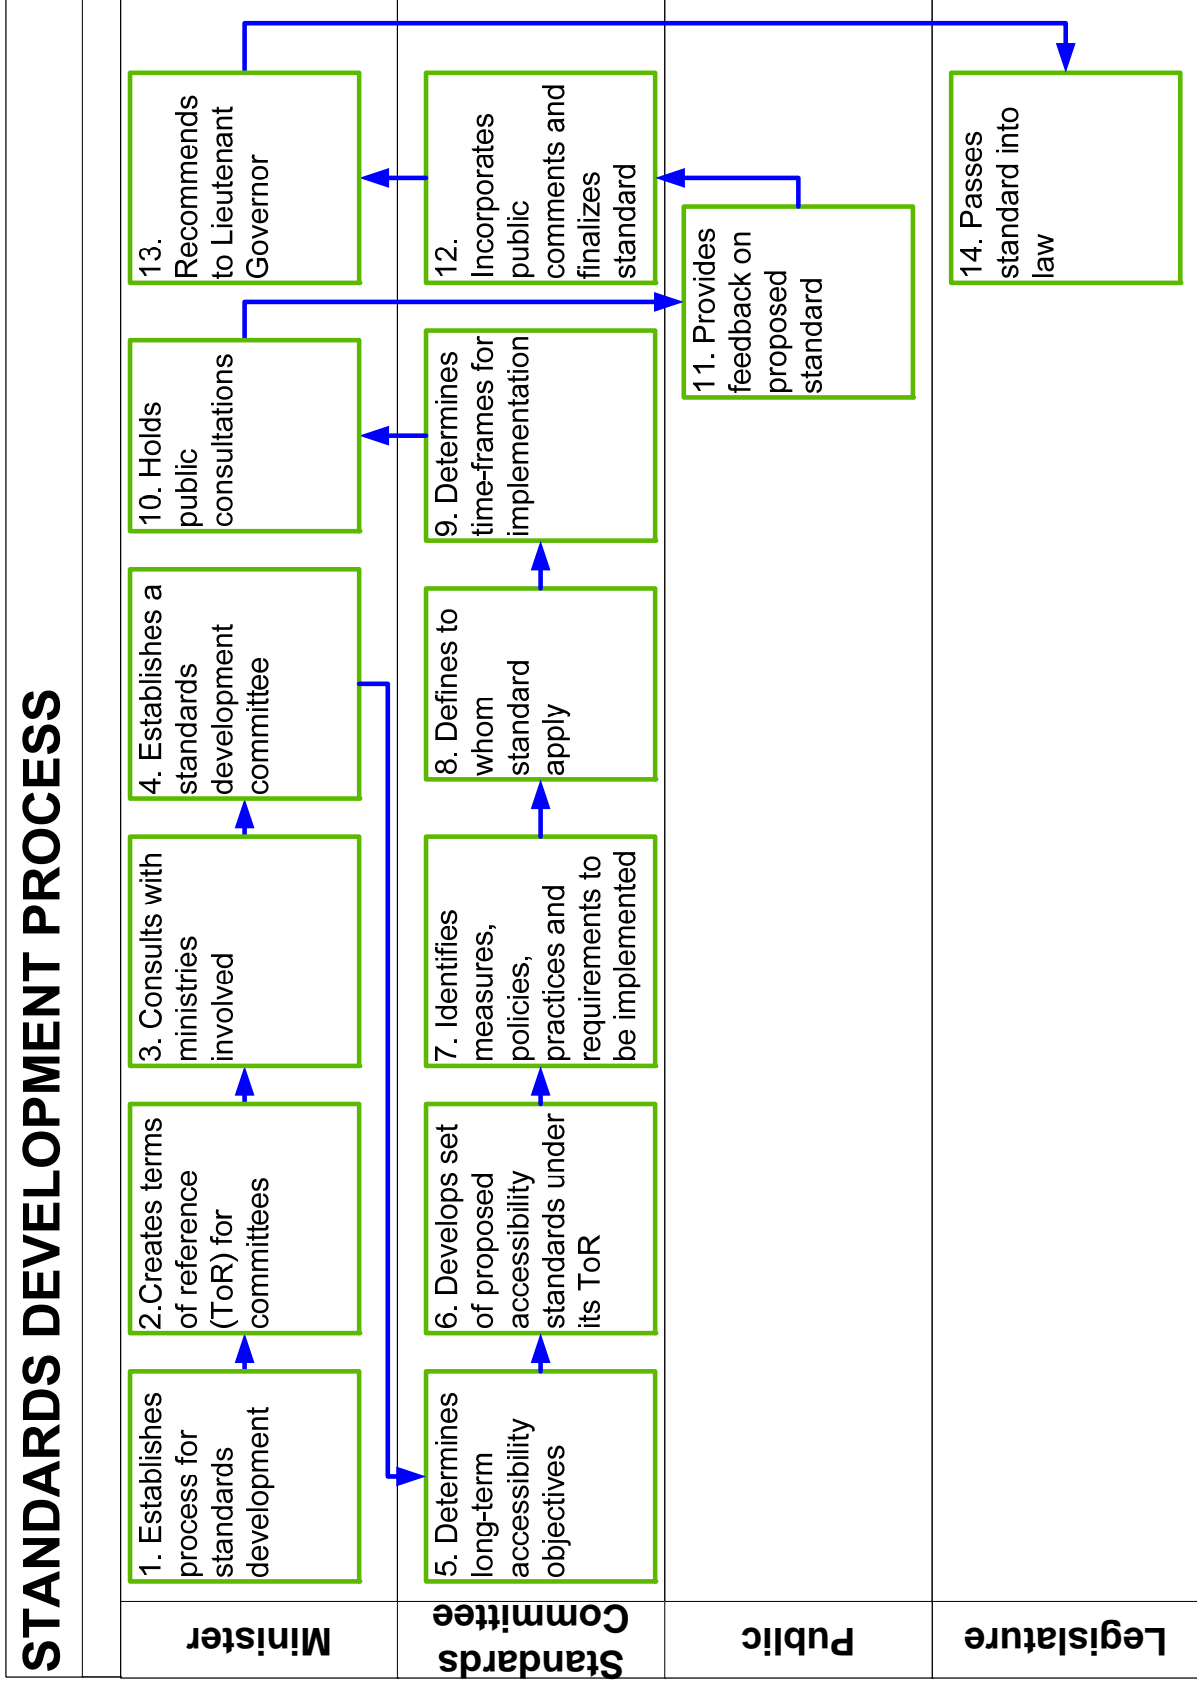 STANDARDS DEVELOPMENT PROCESS
Minister
1. Establishes
process for
standards
development
2.Creates terms
of reference
(ToR) for
committees
3. Consults with
ministries
involved
4. Establishes a
standards
development
committee
10. Holds
public
consultations
13.
Recommends
to Lieutenant
Governor
Standards
Committee
5. Determines
long-term
accessibility
objectives
6. Develops set
of proposed
accessibility
standards under
its ToR
7. Identifies
measures,
policies,
practices and
requirements to
be implemented
8. Defines to
whom
standard
apply
9. Determines
time-frames for
implementation
12.
Incorporates
public
comments and
finalizes
standard
Public
11. Provides
feedback on
proposed
standard
Legislature
14. Passes
standard into
law